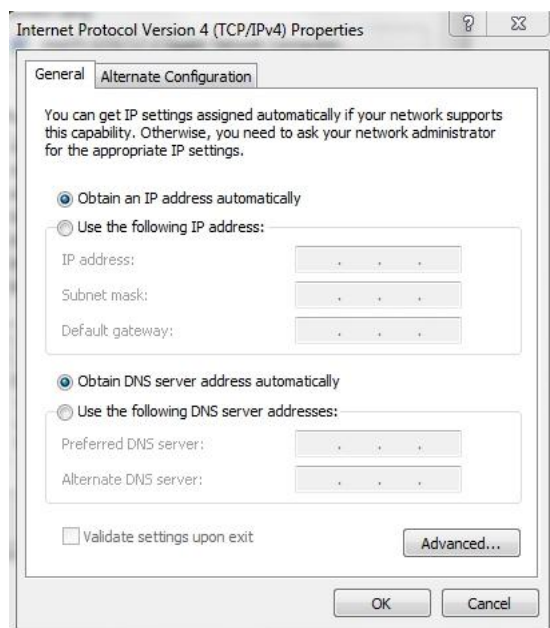 Internet Protocol Version 4 (TCP/IPv4) Properties
General
Alternate Configuration
You can get IP settings assigned automatically if your network supports
this capability. Otherwise, you need to ask your network administrator
for the appropriate IP settings.
Obtain an IP address automatically
Use the following IP address:
IP address:
Subnet mask:
Default gateway:
Obtain DNS server address automatically
Use the following DNS server addresses:
Preferred DNS server:
Alternate DNS server:
Validate settings upon exit
Advanced...
OK
Cancel